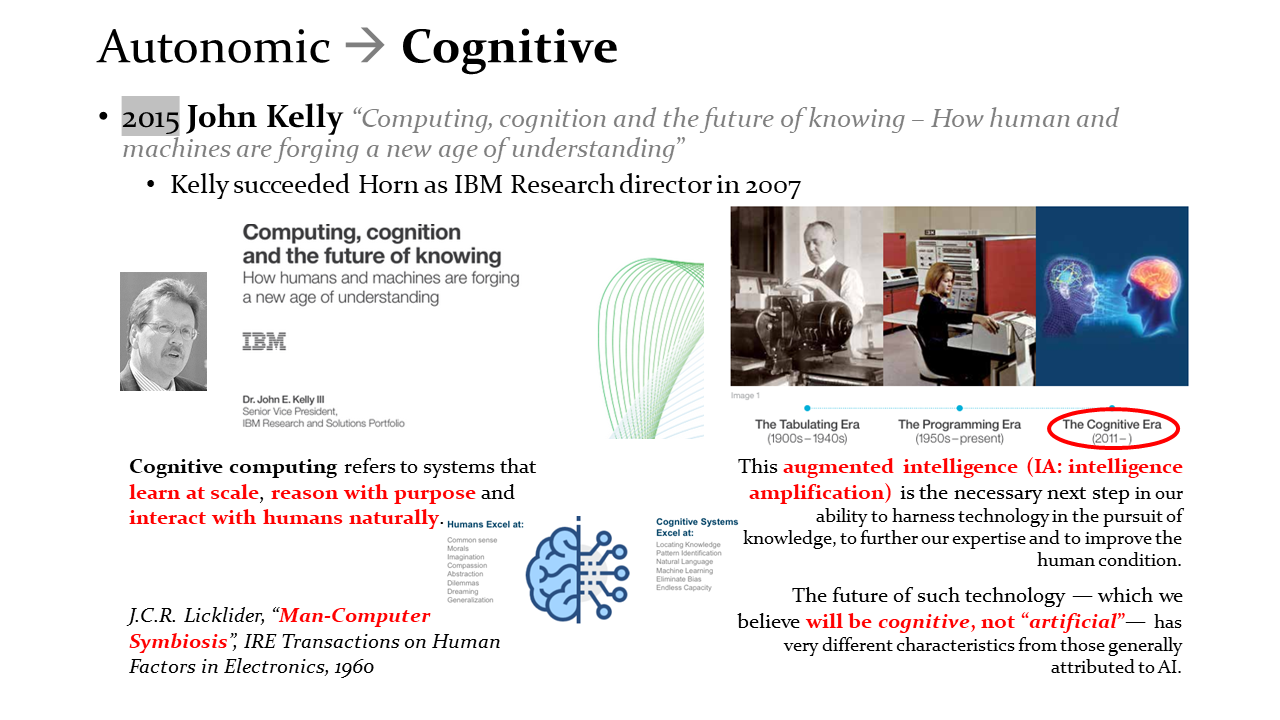 Autonomic → Cognitive
• 2015 John Kelly “Computing, cognition and the future of knowing – How human and
machines are forging a new age of understanding”
• Kelly succeeded Horn as IBM Research director in 2007
Computing, cognition
and the future of knowing
How humans and machines are forging
a new age of understanding
IBM
Dr. John E. Kelly III
Senior Vice President,
IBM Research and Solutions Portfolio
Image 1
The Tabulating Era
(1900s – 1940s)
The Programming Era
(1950s – present)
The Cognitive Era
(2011 – )
Cognitive computing refers to systems that
learn at scale, reason with purpose and
interact with humans naturally.
Humans Excel at:
Common sense
Morals
Imagination
Compassion
Abstraction
Dilemmas
Dreaming
Generalization
Cognitive Systems
Excel at:
Locating Knowledge
Pattern Identification
Natural Language
Machine Learning
Eliminate Bias
Endless Capacity
J.C.R. Licklider, “Man-Computer
Symbiosis”, IRE Transactions on Human
Factors in Electronics, 1960
This augmented intelligence (IA: intelligence
amplification) is the necessary next step in our
ability to harness technology in the pursuit of
knowledge, to further our expertise and to improve the
human condition.
The future of such technology — which we
believe will be cognitive, not “artificial”— has
very different characteristics from those generally
attributed to AI.